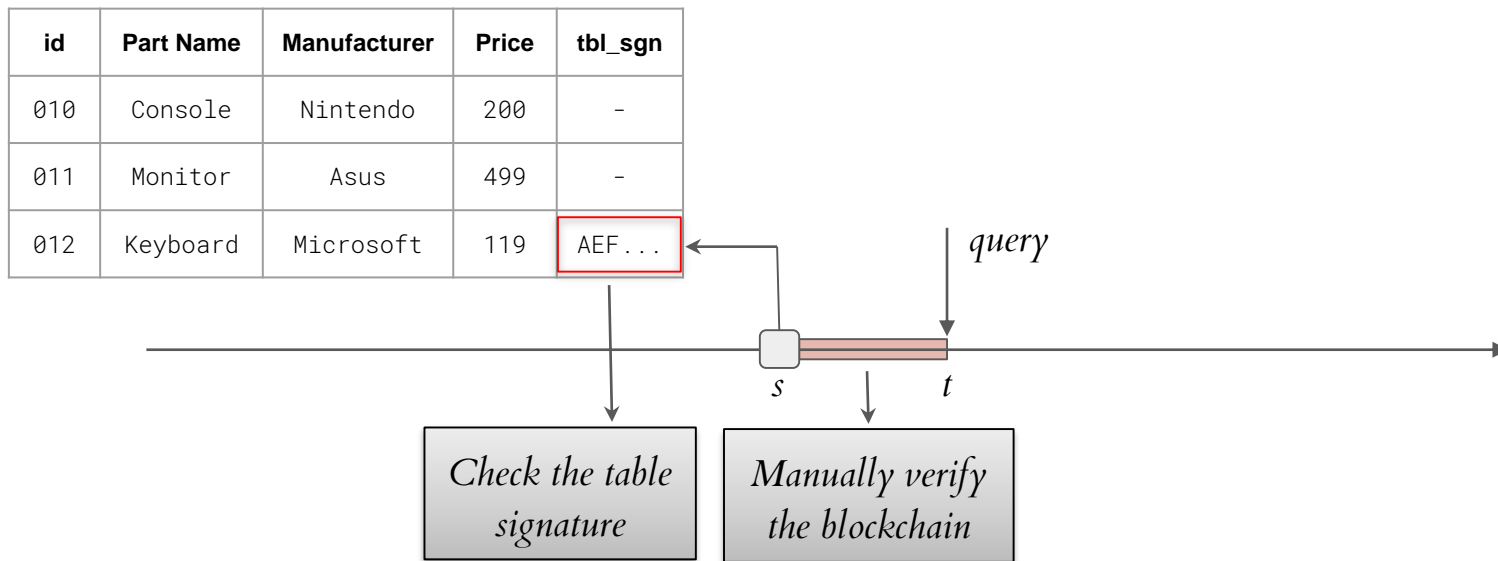 id Part Name Manufacturer Price tbl_sgn
010 Console Nintendo 200 -
011 Monitor Asus 499 -
012 Keyboard Microsoft 119 AEF...
query
s t
Check the table
signature
Manually verify
the blockchain